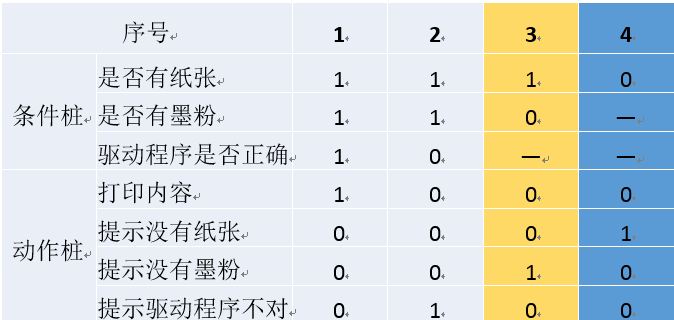 序号 1 2 3 4
是否有纸张 1 1 1 0
条件桩 是否有墨粉 1 1 0 —
驱动程序是否正确 1 0 — —
打印内容 1 0 0 0
提示没有纸张 0 0 0 1
动作桩
提示没有墨粉 0 0 1 0
提示驱动程序不对 0 1 0 0